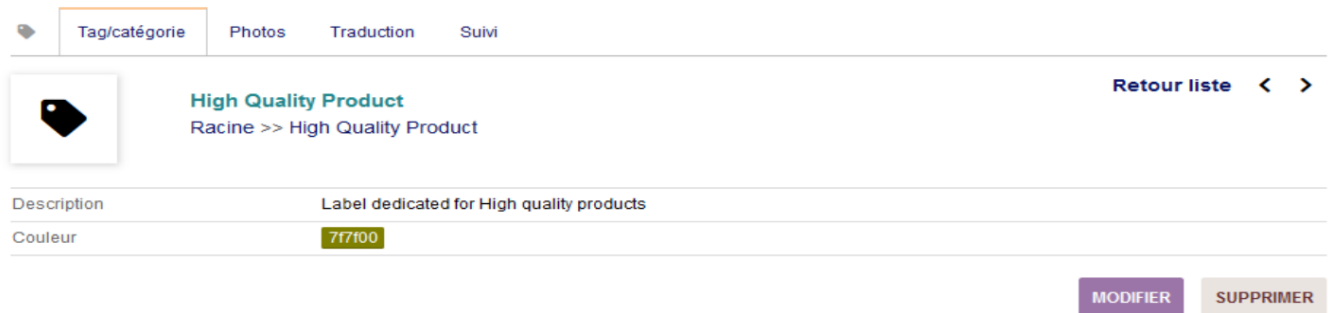 Tag/catégorie Photos Traduction Suivi
Retour liste < >
High Quality Product
Racine >> High Quality Product
Description Label dedicated for High quality products
Couleur 7f7f00
MODIFIER SUPPRIMER